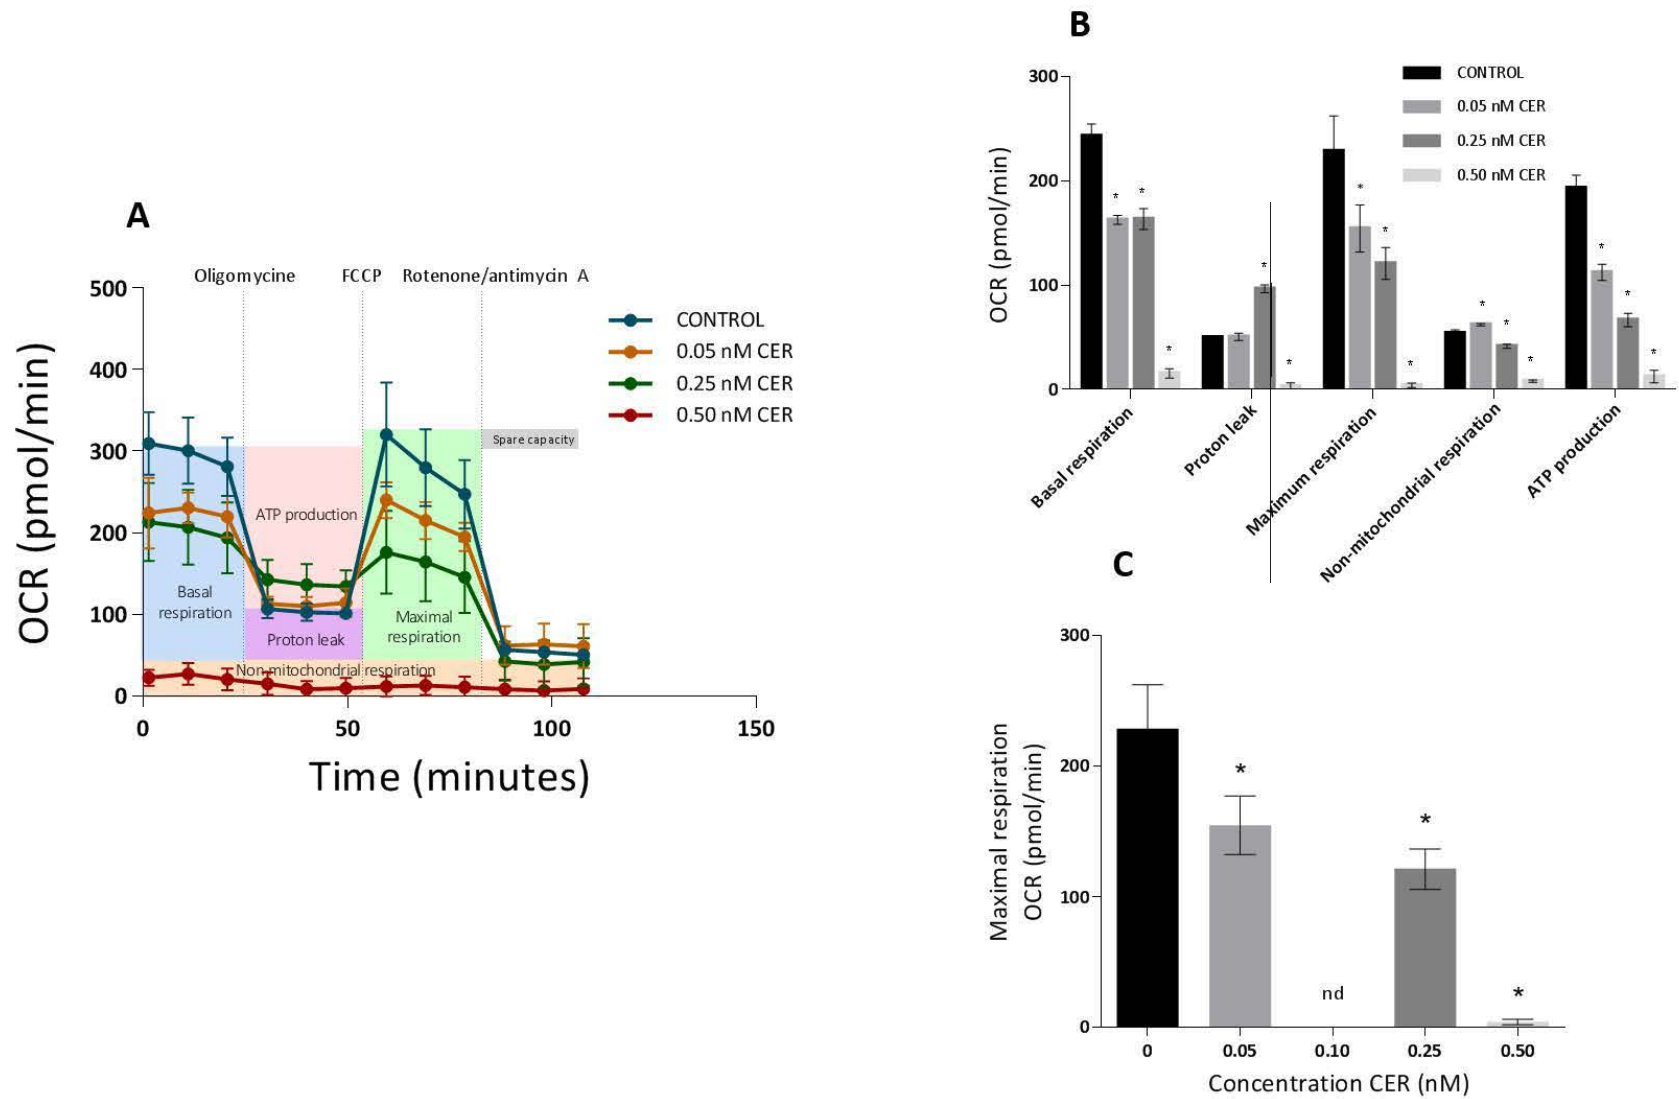 A
Oligomycine FCCP Rotenone/antimycin A
500
400
300
200
100
0
OCR (pmol/min)
CONTROL
0.05 nM CER
0.25 nM CER
0.50 nM CER
Spare capacity
ATP production
Basal
respiration
Proton leak
Maximal
respiration
Non-mitochondrial respiration
0 50 100 150
Time (minutes)
B
300
200
100
0
OCR (pmol/min)
CONTROL
0.05 nM CER
0.25 nM CER
0.50 nM CER
* * *
* *
* * *
* * *
* * *
Basal respiration
Proton leak
Maximum respiration
Non-mitochondrial respiration
ATP production
C
300
200
100
0
Maximal respiration
OCR (pmol/min)
* nd * *
0 0.05 0.10 0.25 0.50
Concentration CER (nM)